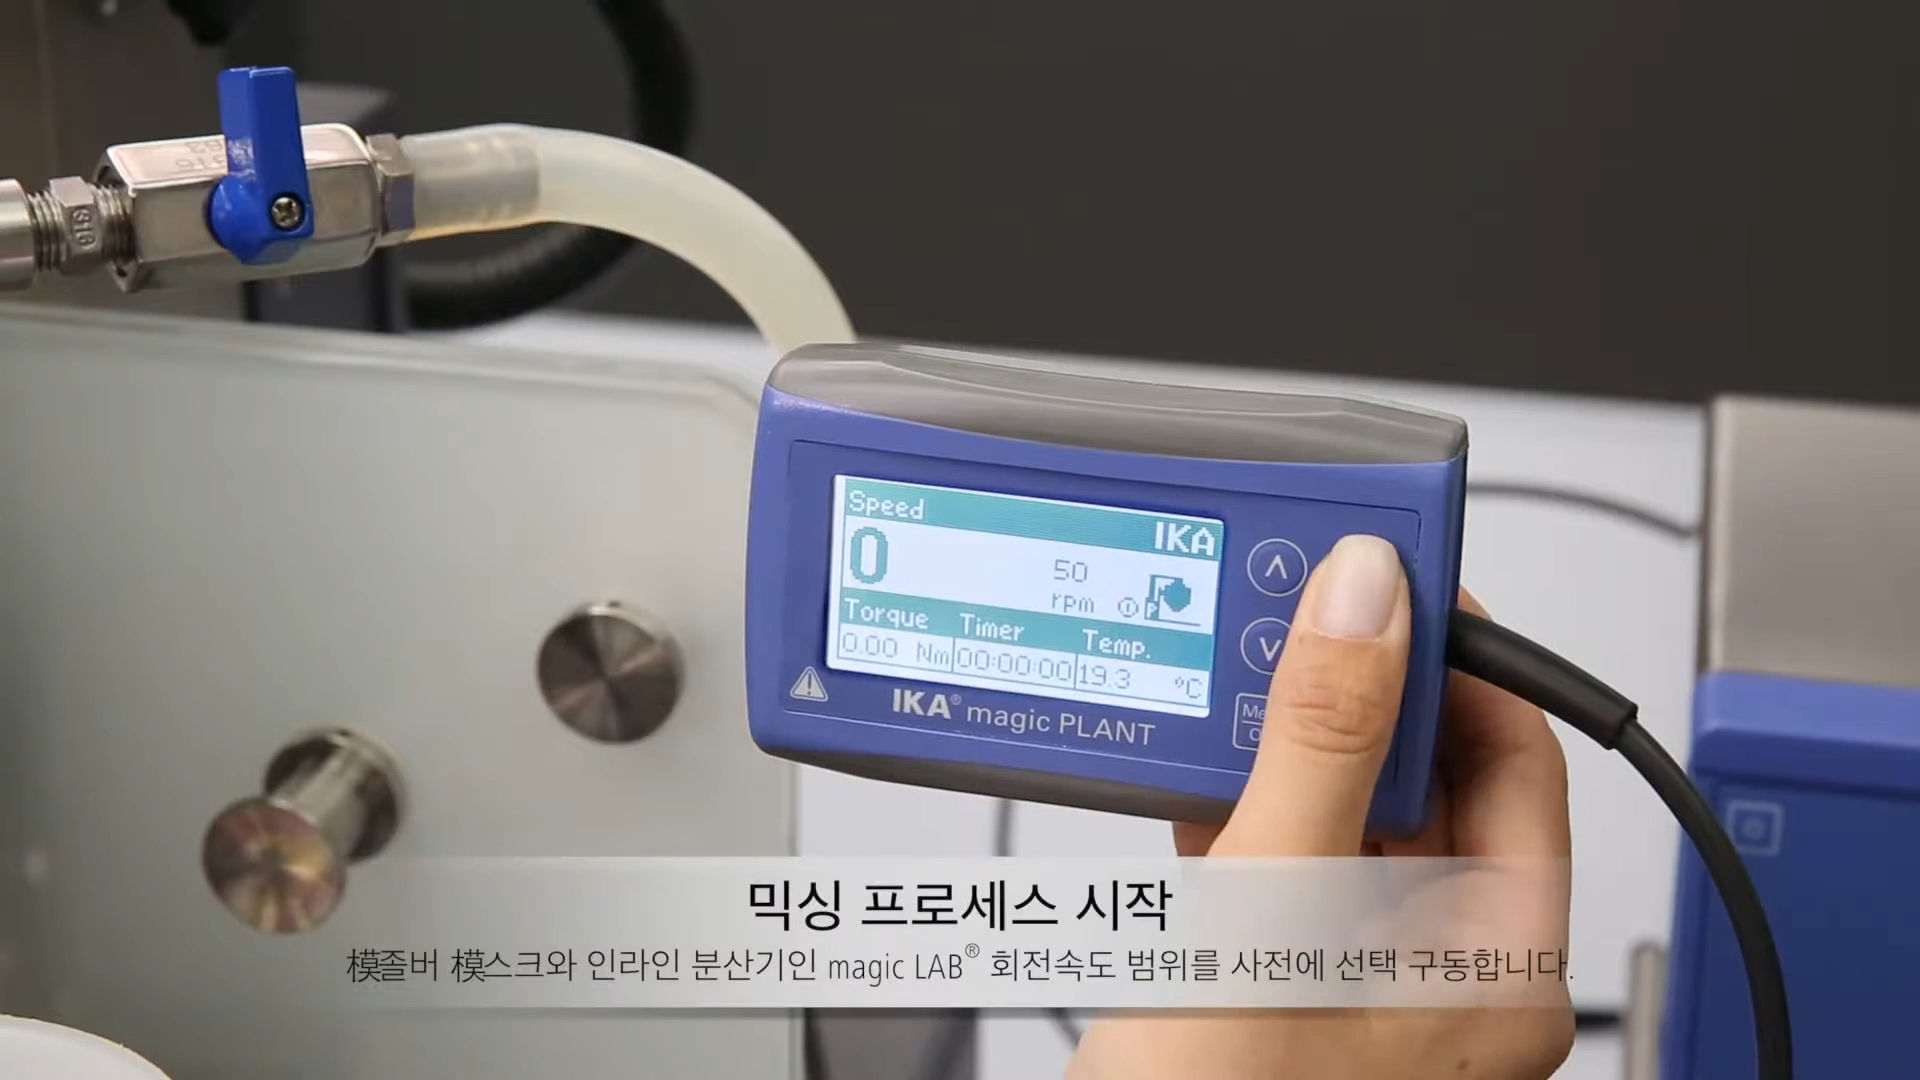 316
Speed
IKA
0
50
rpm
Torque Timer Temp.
0.00 Nm 00:00:00 19.3 °C
IKA® magic PLANT
믹싱 프로세스 시작
模졸버 模스크와 인라인 분산기인 magic LAB® 회전속도 범위를 사전에 선택 구동합니다.